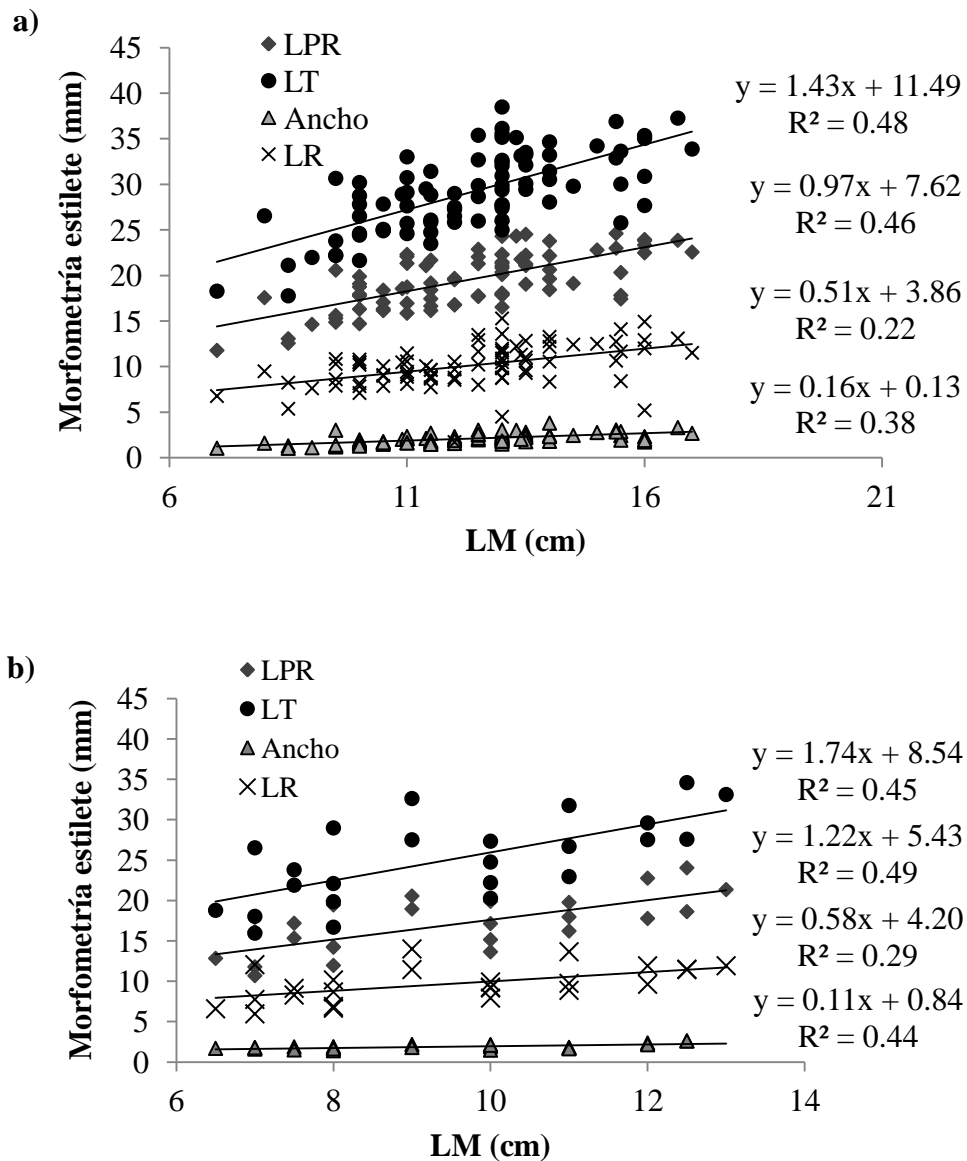 a)
LPR
LT
Ancho
LR
45
40
35
30
25
20
15
10
5
0
Morfometría estilete (mm)
y = 1.43x + 11.49
R² = 0.48
y = 0.97x + 7.62
R² = 0.46
y = 0.51x + 3.86
R² = 0.22
y = 0.16x + 0.13
R² = 0.38
6 11 16 21
LM (cm)
b)
LPR
LT
Ancho
LR
45
40
35
30
25
20
15
10
5
0
Morfometría estilete (mm)
y = 1.74x + 8.54
R² = 0.45
y = 1.22x + 5.43
R² = 0.49
y = 0.58x + 4.20
R² = 0.29
y = 0.11x + 0.84
R² = 0.44
6 8 10 12 14
LM (cm)